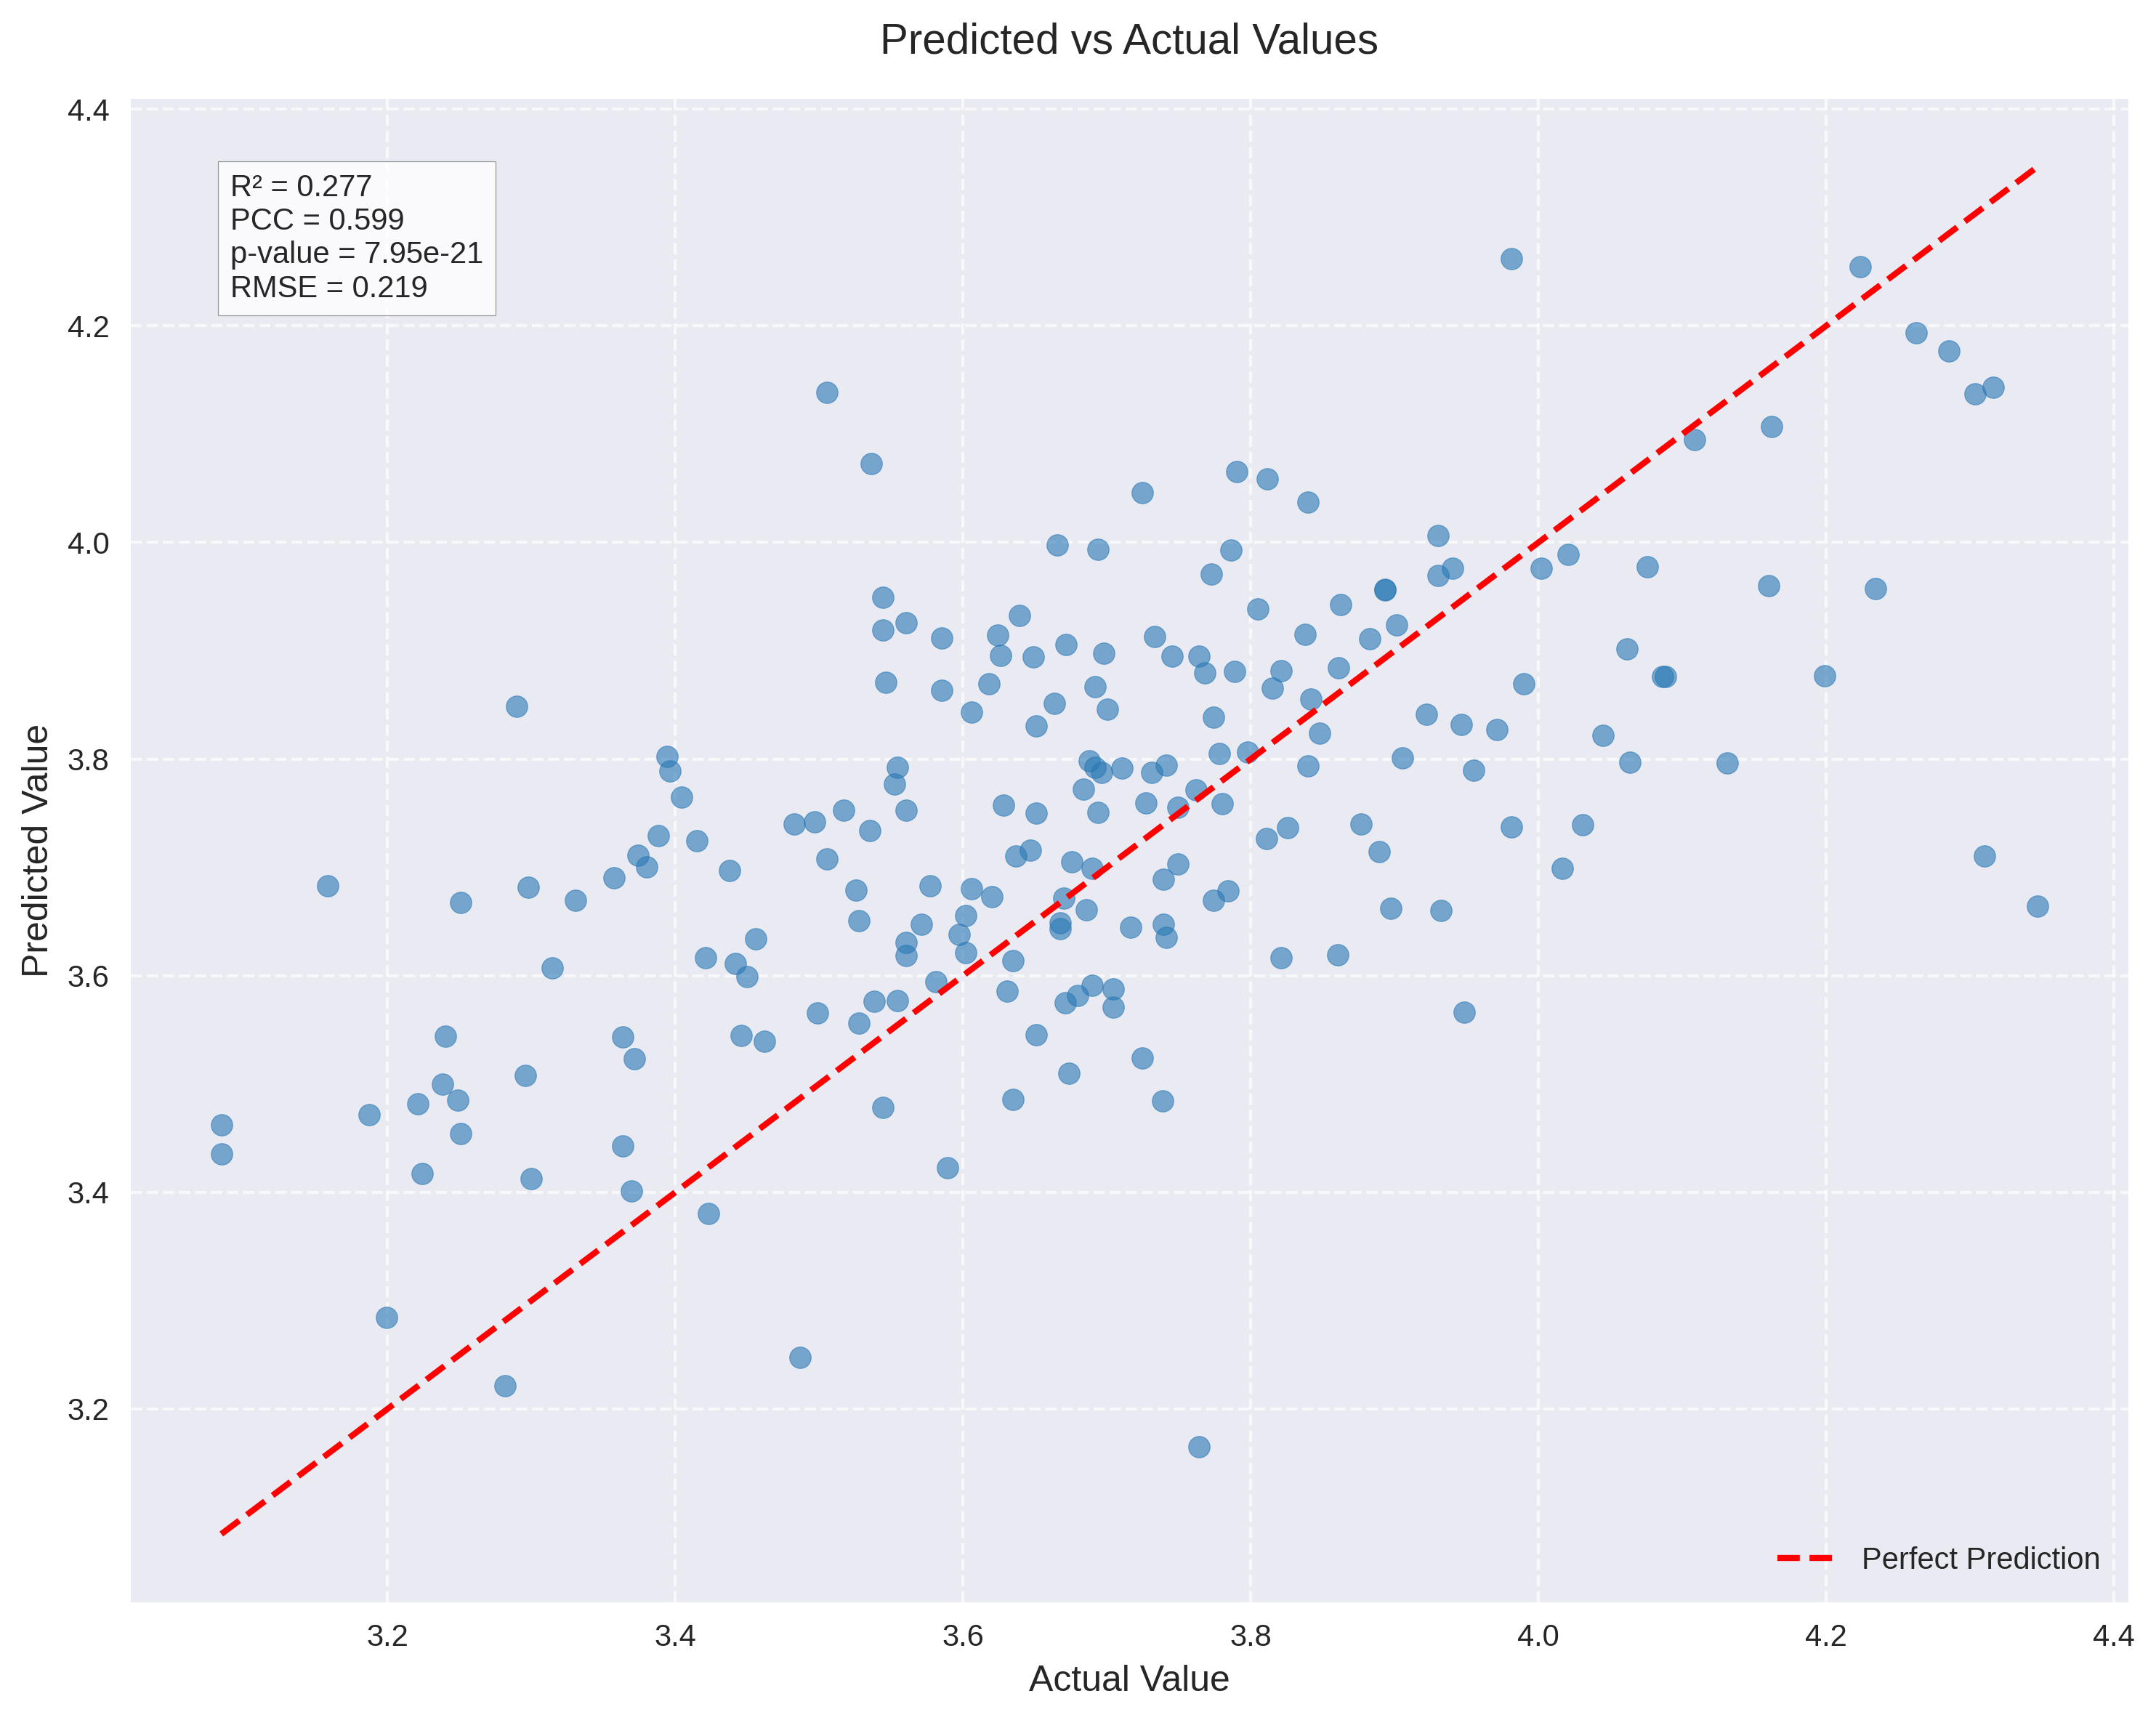 Predicted vs Actual Values
4.4
4.2
4.0
3.8
3.6
3.4
3.2
Predicted Value
R² = 0.277
PCC = 0.599
p-value = 7.95e-21
RMSE = 0.219
Perfect Prediction
3.2 3.4 3.6 3.8 4.0 4.2 4.4
Actual Value